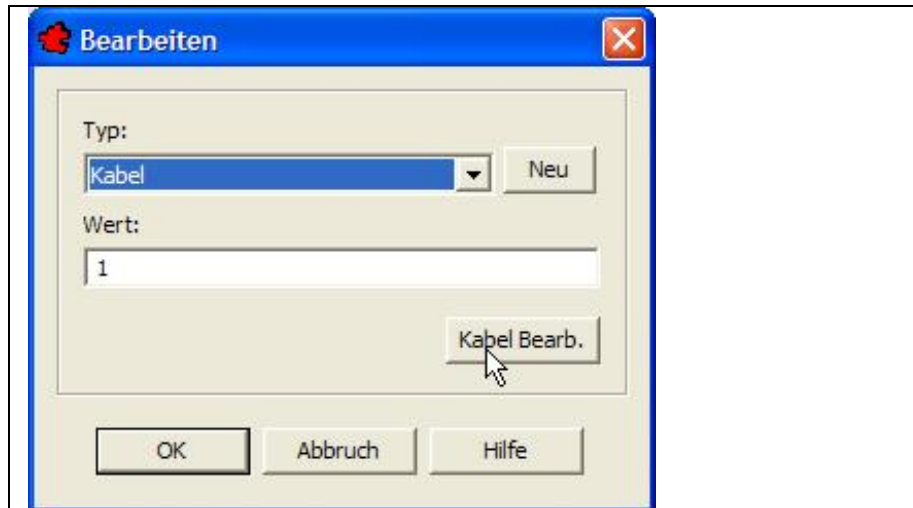 Bearbeiten
Typ:
Kabel
Neu
Wert:
1
Kabel Bearb.
OK Abbruch Hilfe